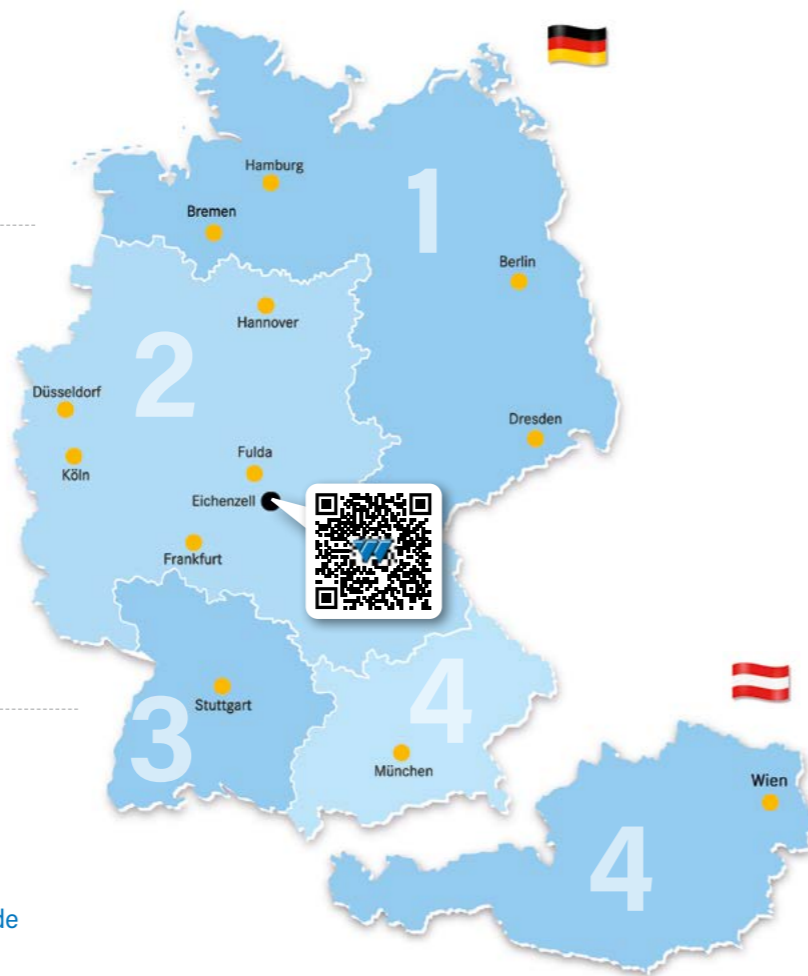 Hamburg
1
Bremen
Berlin
Hannover
2
Düsseldorf
Dresden
Fulda
Köln
Eichenzell
Frankfurt
4
Stuttgart
3
München
Wien
4
de